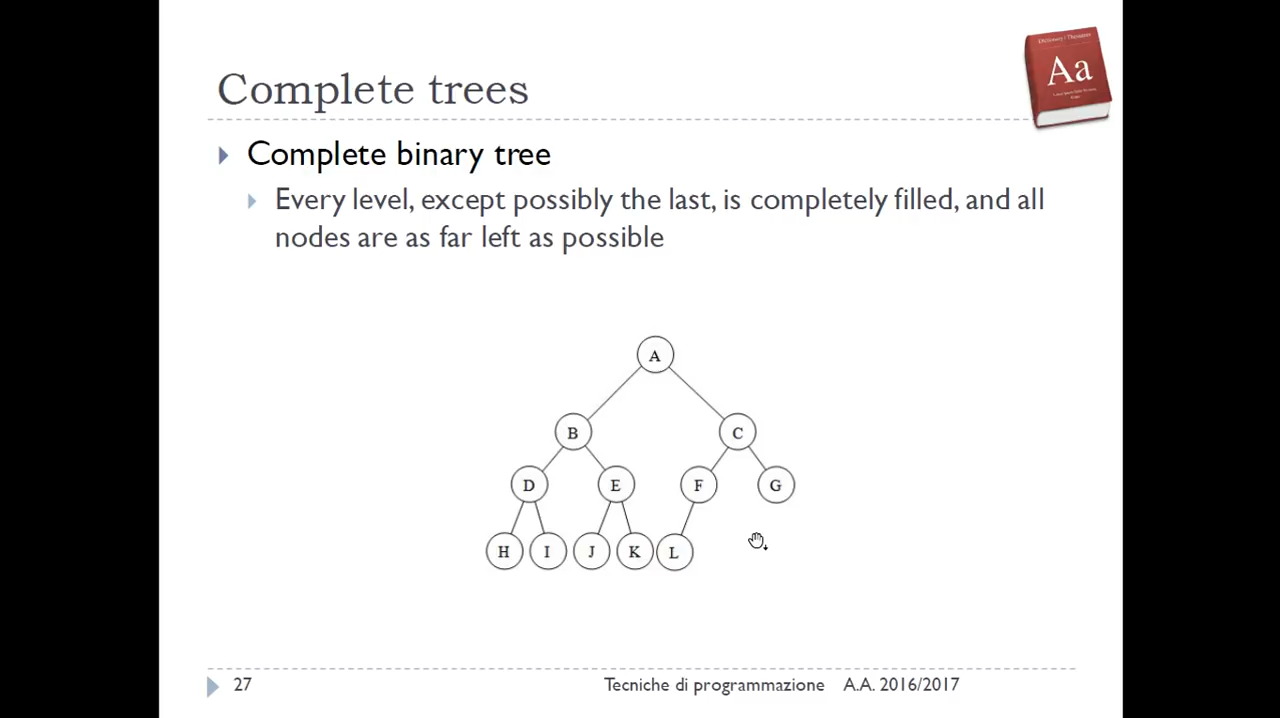 Complete trees
Aa
Complete binary tree
Every level, except possibly the last, is completely filled, and all
nodes are as far left as possible
A
B C
D E F G
H I J K L
27 Tecniche di programmazione A.A. 2016/2017